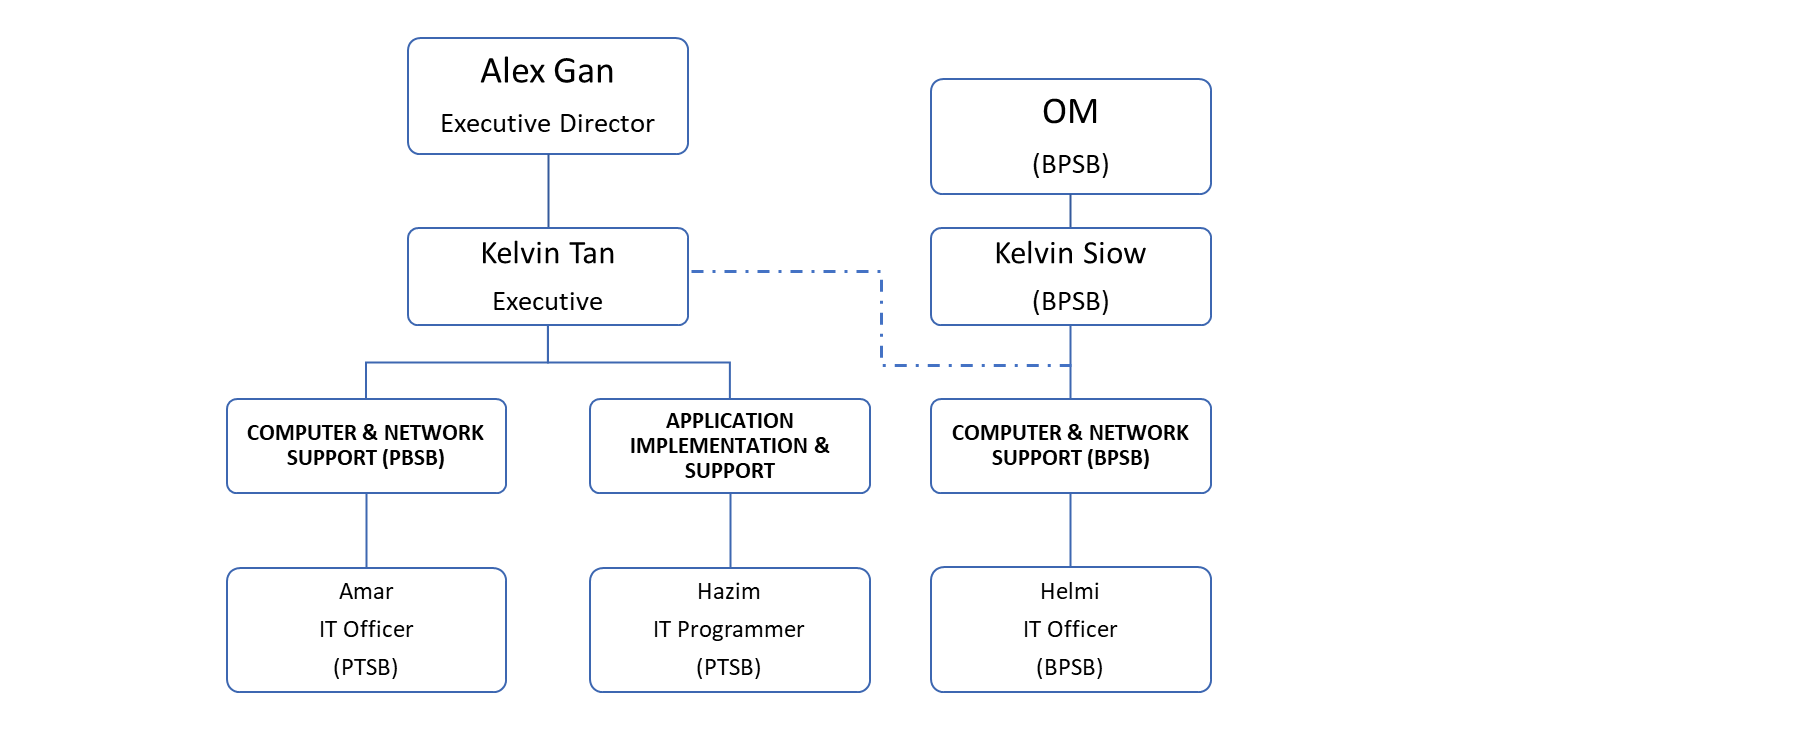 Alex Gan
Executive Director
OM
(BPSB)
Kelvin Tan
Executive
Kelvin Siow
(BPSB)
COMPUTER & NETWORK
SUPPORT (PBSB)
APPLICATION
IMPLEMENTATION &
SUPPORT
COMPUTER & NETWORK
SUPPORT (BPSB)
Amar
IT Officer
(PTSB)
Hazim
IT Programmer
(PTSB)
Helmi
IT Officer
(BPSB)